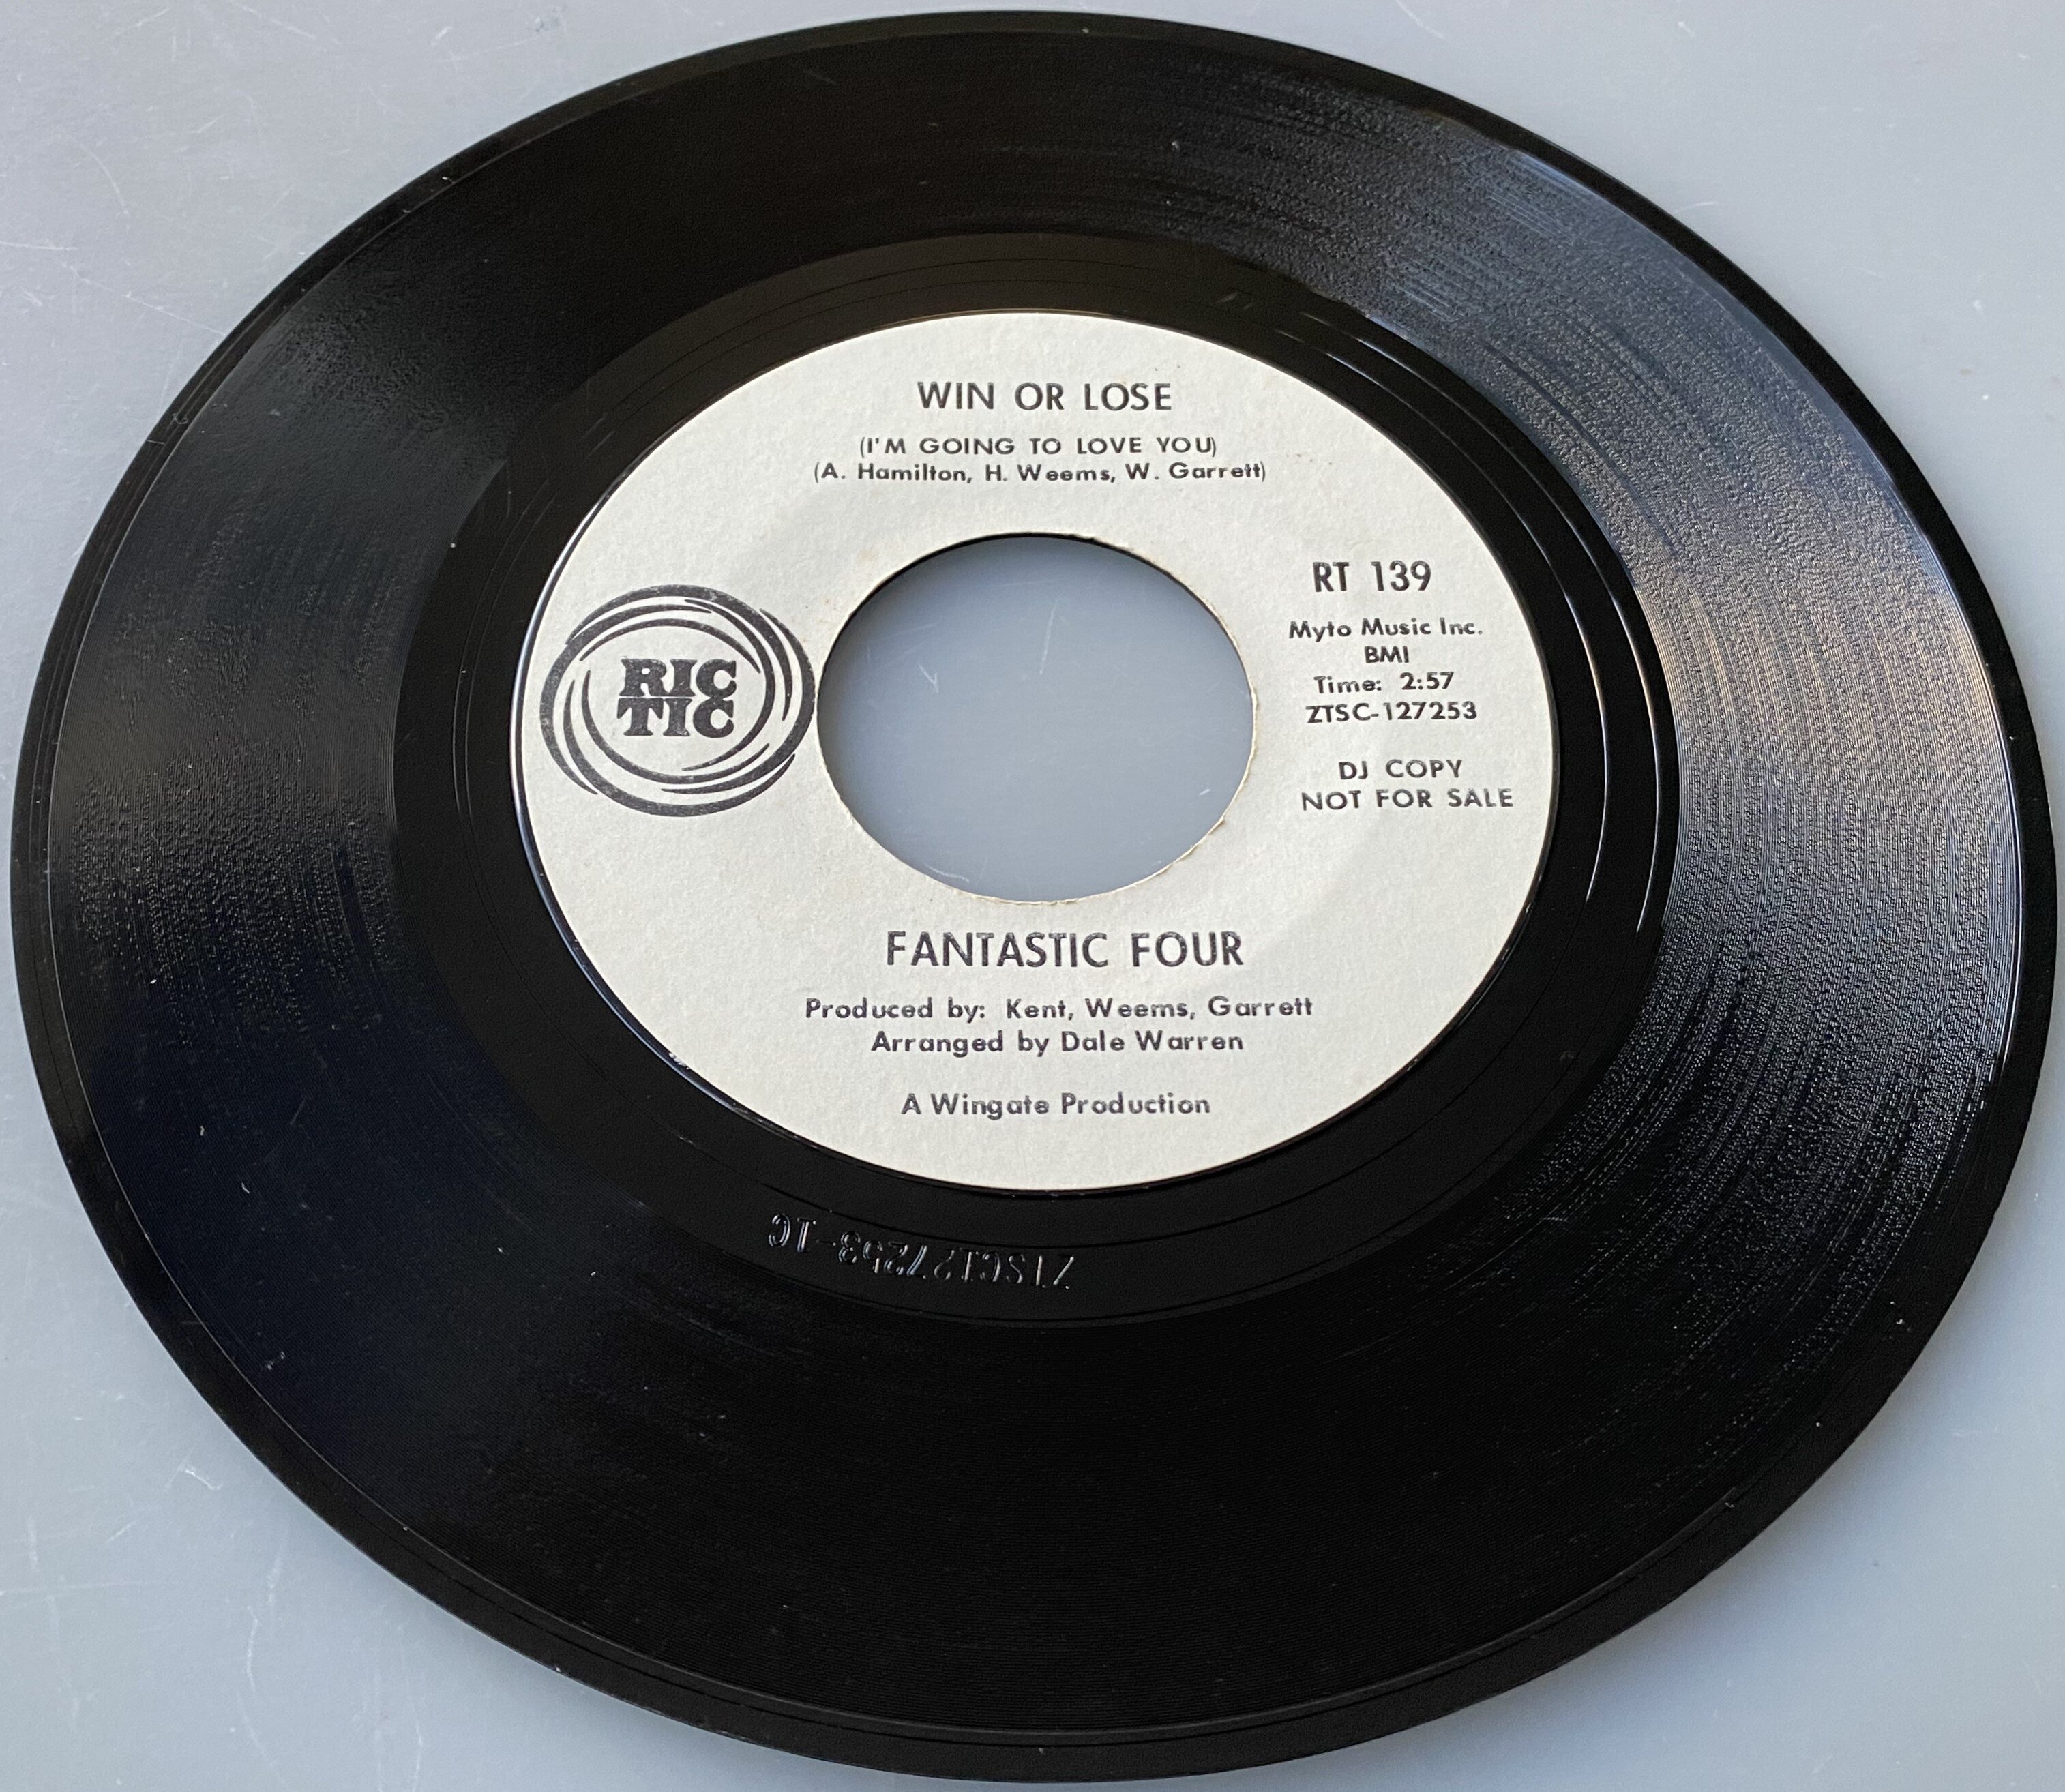 WIN OR LOSE
(I'M GOING TO LOVE YOU)
(A. Hamilton, H. Weems, W. Garrett)
RIC
TIC
RT 139
Myto Music Inc.
BMI
Time: 2:57
ZTSC-127253
DJ COPY
NOT FOR SALE
FANTASTIC FOUR
Produced by: Kent, Weems, Garrett
Arranged by Dale Warren
A Wingate Production
ZTSC127253-1C